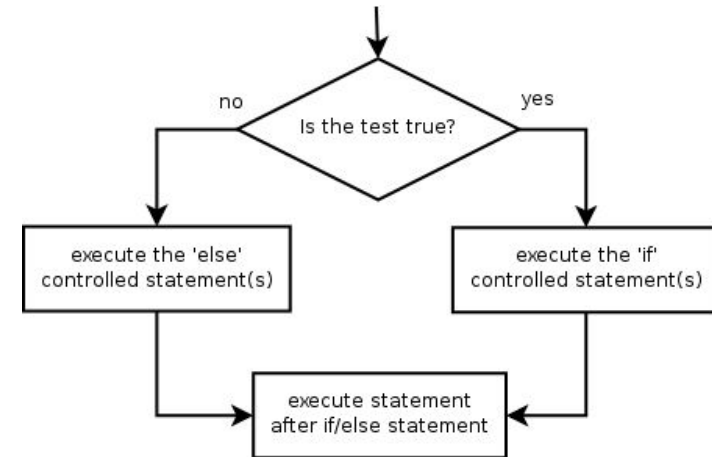 no
yes
Is the test true?
execute the 'else'
controlled statement(s)
execute the 'if'
controlled statement(s)
execute statement
after if/else statement